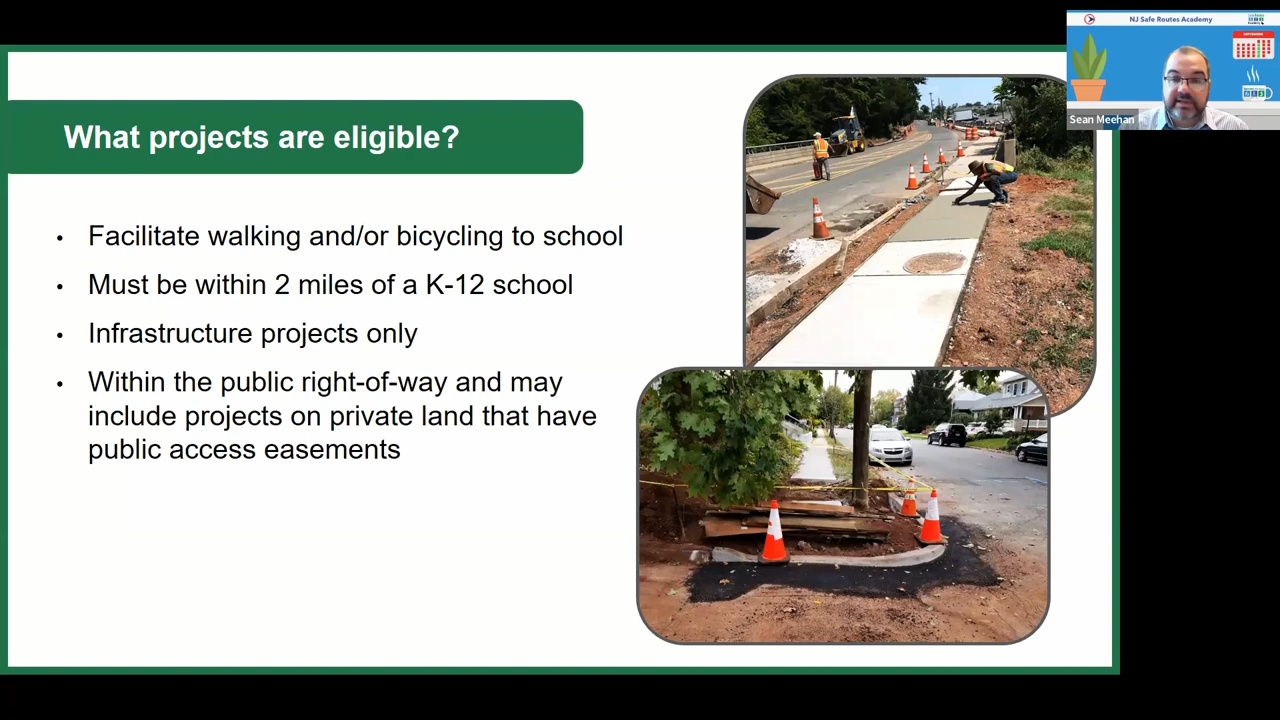 NJ Safe Routes Academy
Sean Meehan
What projects are eligible?
• Facilitate walking and/or bicycling to school
• Must be within 2 miles of a K-12 school
• Infrastructure projects only
• Within the public right-of-way and may
include projects on private land that have
public access easements